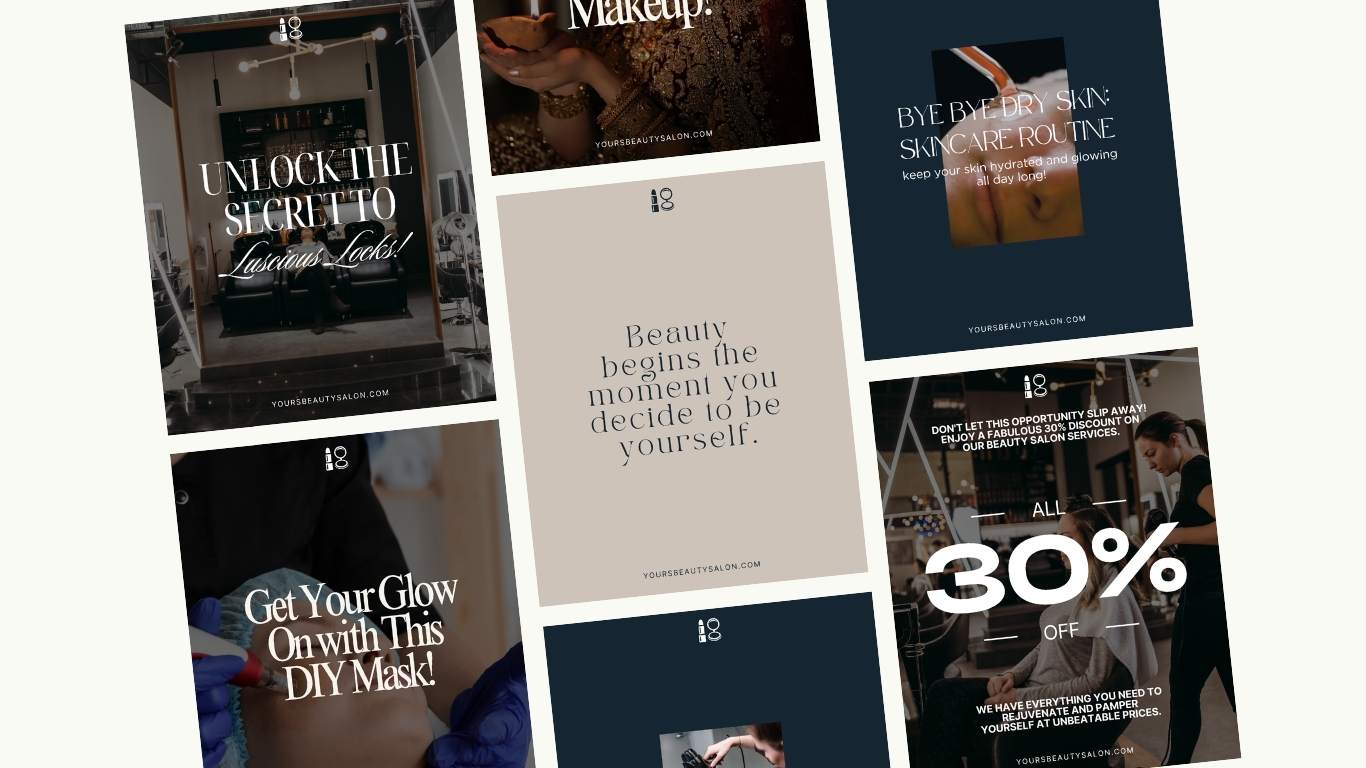 UNLOCK THE
SECRET TO
Luscious Locks!
YOURSBEAUTYSALON.COM
Get Your Glow
On with This
DIY Mask!
Makeup!
YOURSBEAUTYSALON.COM
Beauty
begins the
moment you
decide to be
yourself.
YOURSBEAUTYSALON.COM
BYE BYE DRY SKIN:
SKINCARE ROUTINE
keep your skin hydrated and glowing
all day long!
YOURSBEAUTYSALON.COM
DON'T LET THIS OPPORTUNITY SLIP AWAY!
ENJOY A FABULOUS 30% DISCOUNT ON
OUR BEAUTY SALON SERVICES.
ALL
30%
OFF
WE HAVE EVERYTHING YOU NEED TO
REJUVENATE AND PAMPER
YOURSELF AT UNBEATABLE PRICES.
YOURSBEAUTYSALON.COM